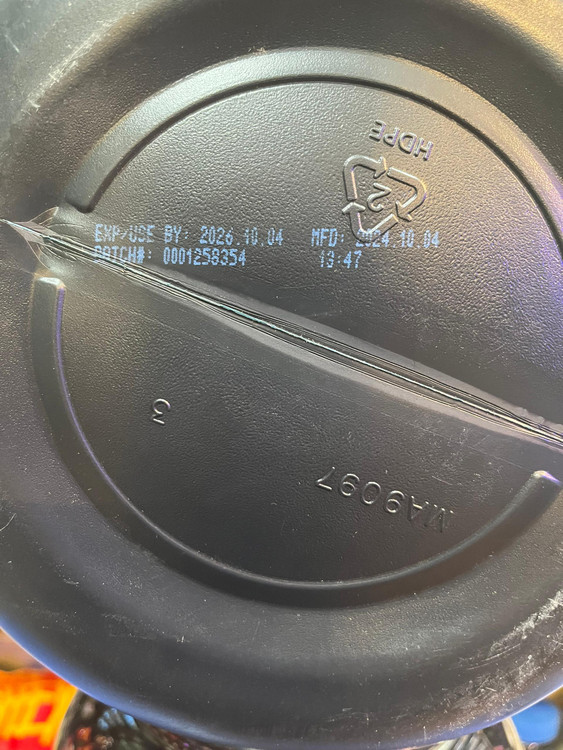 HDPE
2
EXP/USE BY: 2026.10.04 MFD: 2024.10.04
BATCH#: 0001258354 13:47
3
MA9097